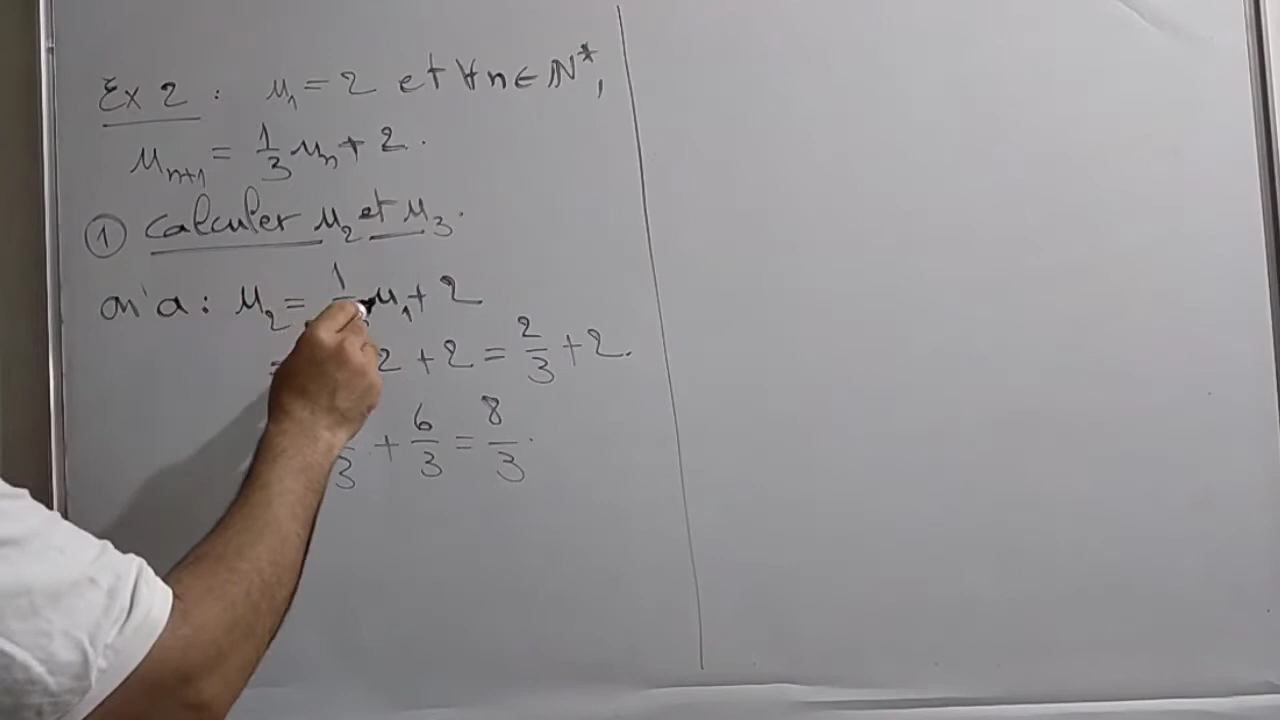 Ex 2 : u₁ = 2 et ∀n ∈ ℕ*,
uₙ₊₁ = 1/3 uₙ + 2.
① calculer u₂ et u₃.
on a : u₂ = 1 u₁ + 2
= 2 + 2 = 2/3 + 2.
3 + 6/3 = 8/3.